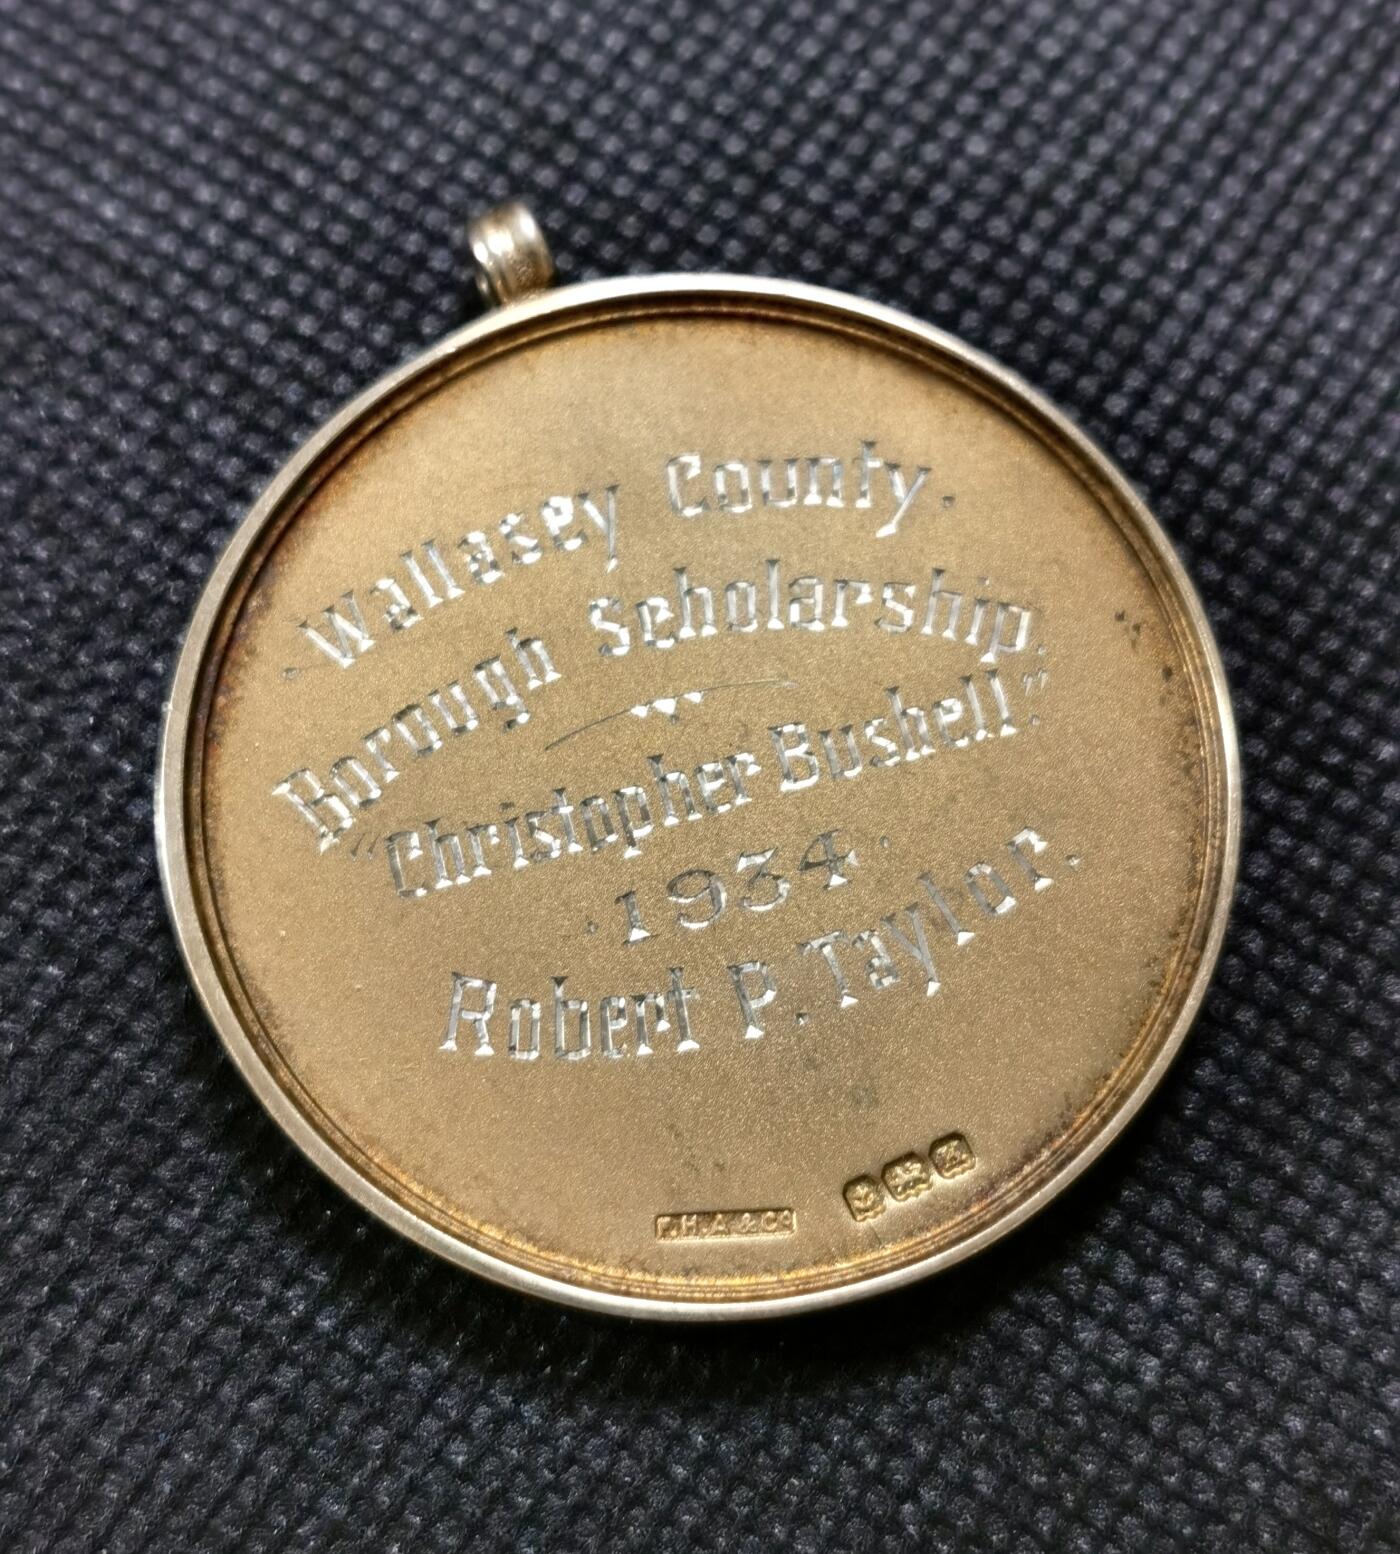 Wallasey County.
Borough Scholarship.
"Christopher Bushell".
·1934·
Robert P. Taylor.
H.A & Co